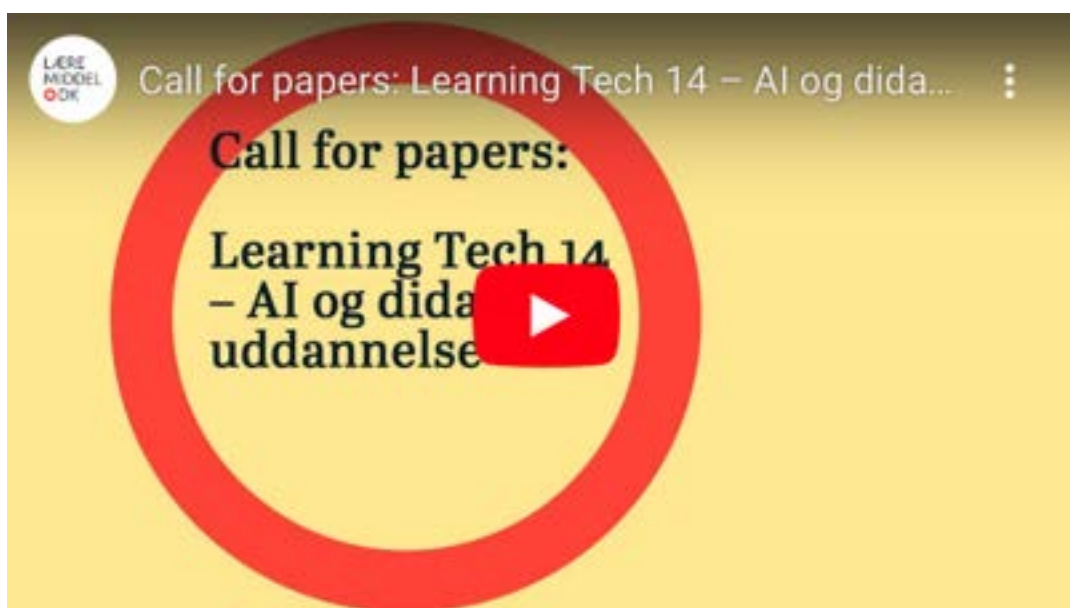 LÆRE
MIDDEL
DK
Call for papers: Learning Tech 14 – AI og dida...
Call for papers:
Learning Tech 14
– AI og dida
uddannelse